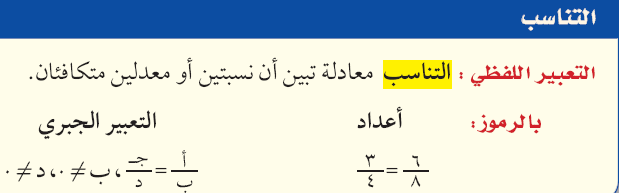 التناسب
التعبير اللفظي : التناسب معادلة تبين أن نسبتين أو معدلين متكافئان.
بالرموز: أعداد التعبير الجبري
٦/٨ = ٣/٤ أ/ب = جـ/د ، ب ≠ ٠، د ≠ ٠